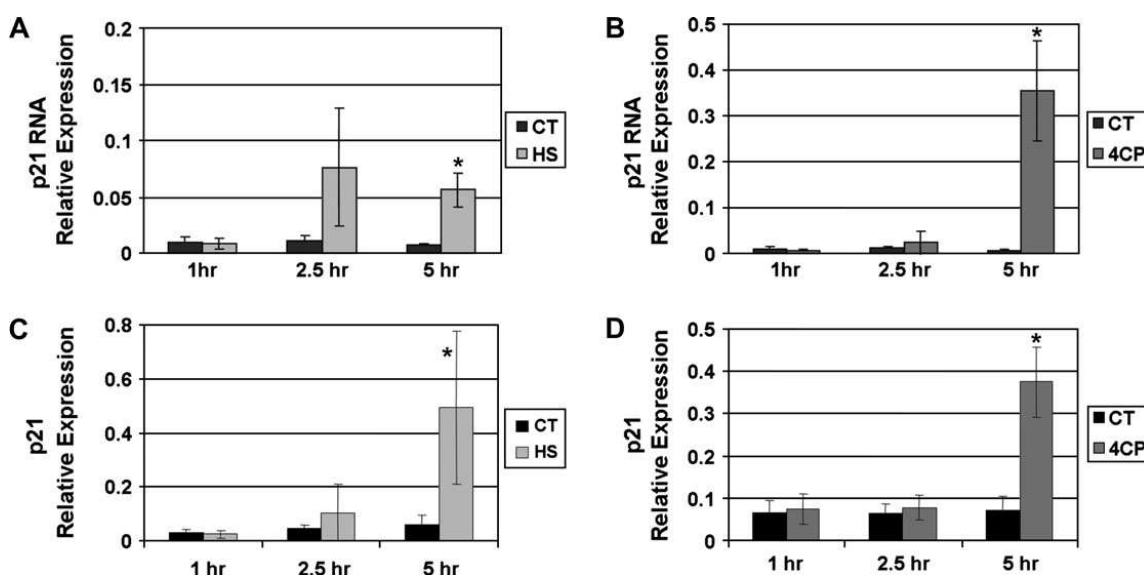 A
p21 RNA
Relative Expression
0.2
0.15
0.1
0.05
0
*
1hr
2.5 hr
5 hr
CT
HS
B
p21 RNA
Relative Expression
0.5
0.4
0.3
0.2
0.1
0
*
1hr
2.5 hr
5 hr
CT
4CP
C
p21
Relative Expression
0.8
0.6
0.4
0.2
0
*
1 hr
2.5 hr
5 hr
CT
HS
D
p21
Relative Expression
0.5
0.4
0.3
0.2
0.1
0
*
1 hr
2.5 hr
5 hr
CT
4CP